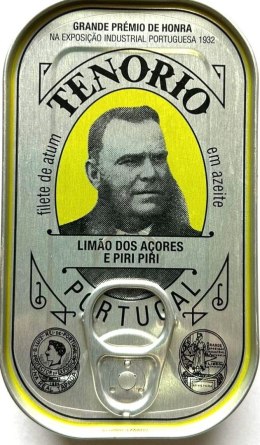 GRANDE PRÉMIO DE HONRA
NA EXPOSIÇÃO INDUSTRIAL PORTUGUESA 1932
TENORIO
filete de atum
em azeite
LIMÃO DOS AÇORES
E PIRI PIRI
PORTUGAL